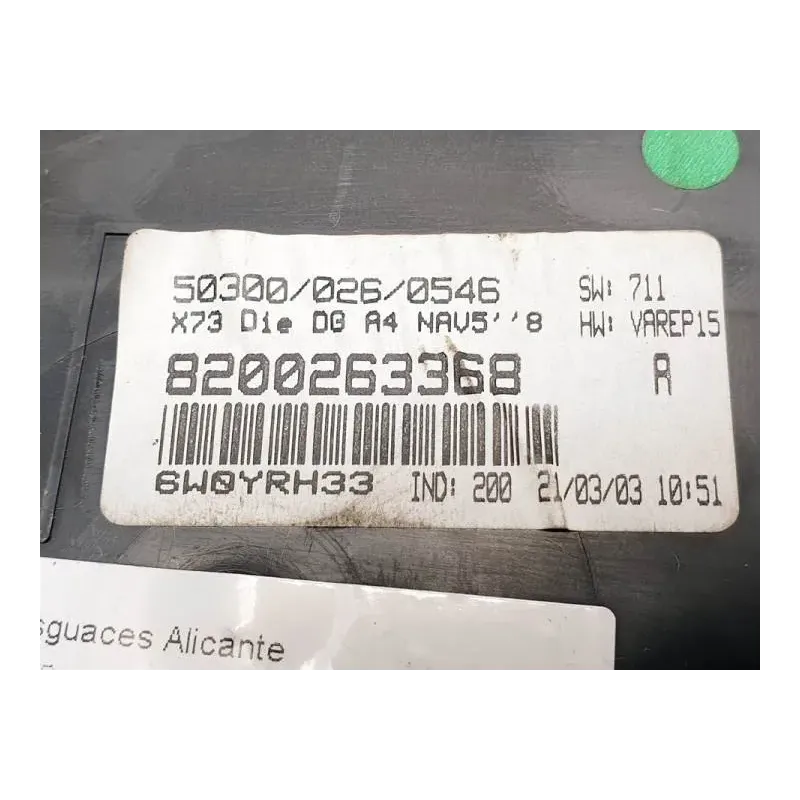 50300/026/0546 SW: 711
X73 Die DG A4 NAV5''8 HW: VAREP15
8200263368 A
6W0YRH33 IND: 200 21/03/03 10:51
sguaces Alicante